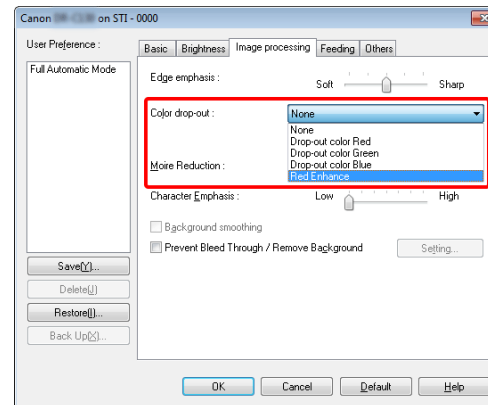 Canon on STI - 0000
User Preference :
Full Automatic Mode
Save(Y)...
Delete(J)
Restore(I)...
Back Up(X)...
Basic Brightness Image processing Feeding Others
Edge emphasis : Soft Sharp
Color drop-out : None
None
Drop-out color Red
Drop-out color Green
Drop-out color Blue
Red Enhance
Moire Reduction :
Character Emphasis : Low High
Background smoothing
Prevent Bleed Through / Remove Background Setting...
OK Cancel Default Help